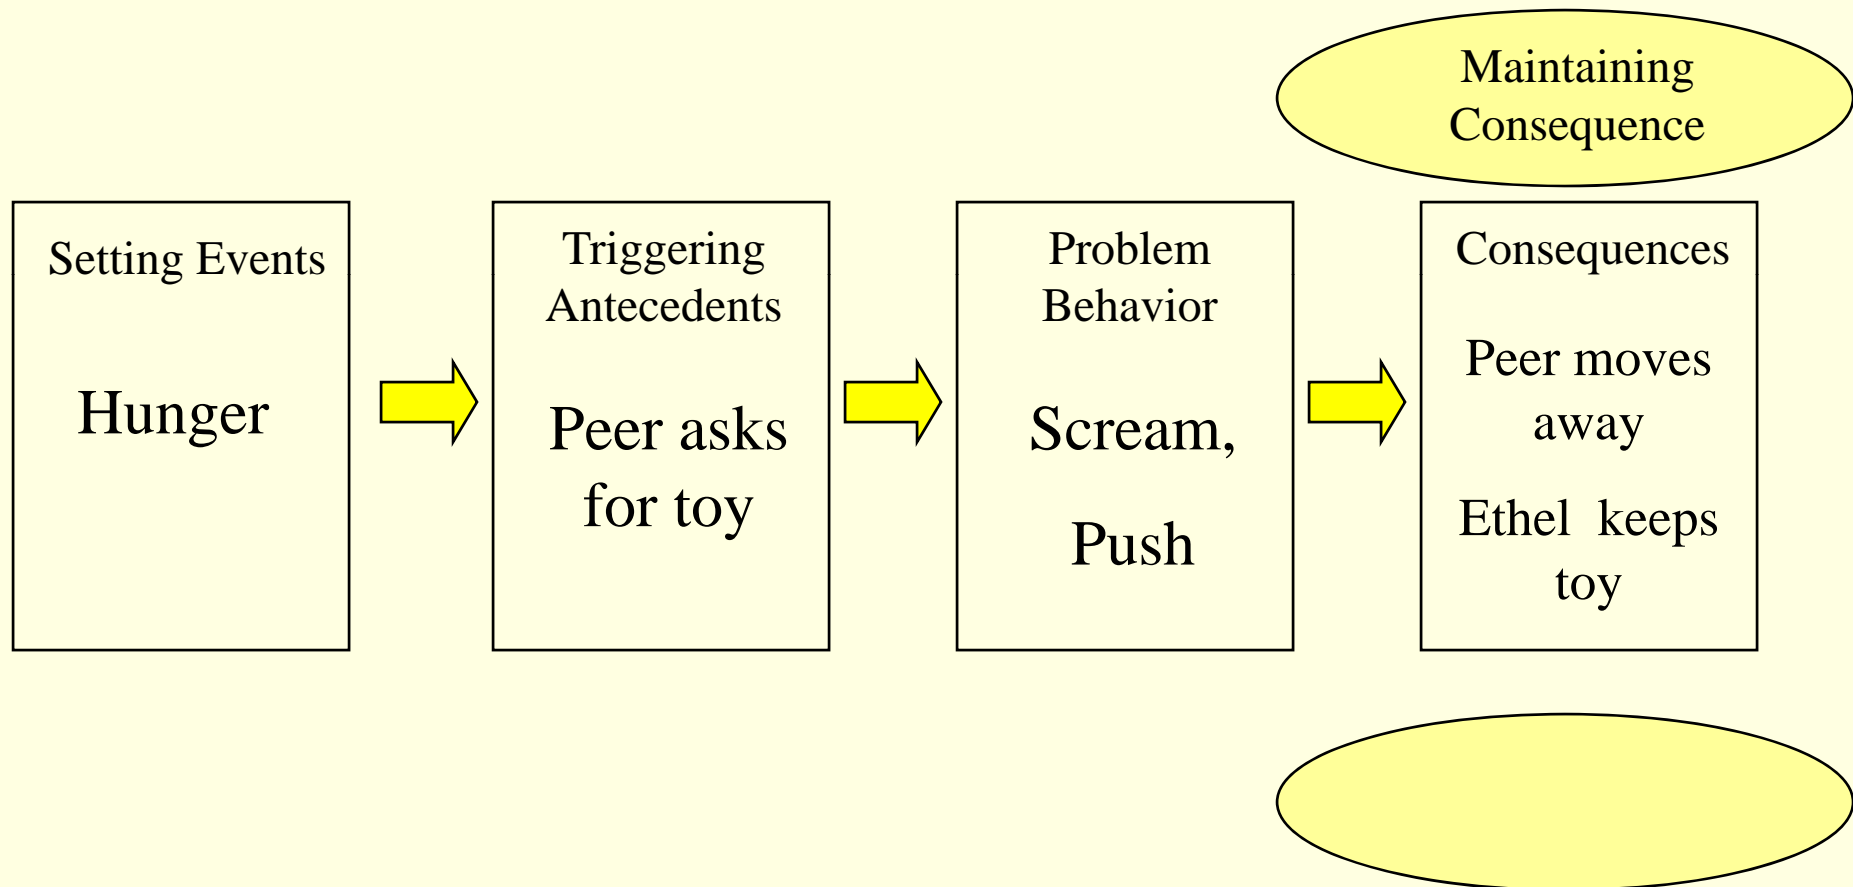 Maintaining
Consequence
Setting Events
Hunger
Triggering
Antecedents
Peer asks
for toy
Problem
Behavior
Scream,
Push
Consequences
Peer moves
away
Ethel keeps
toy